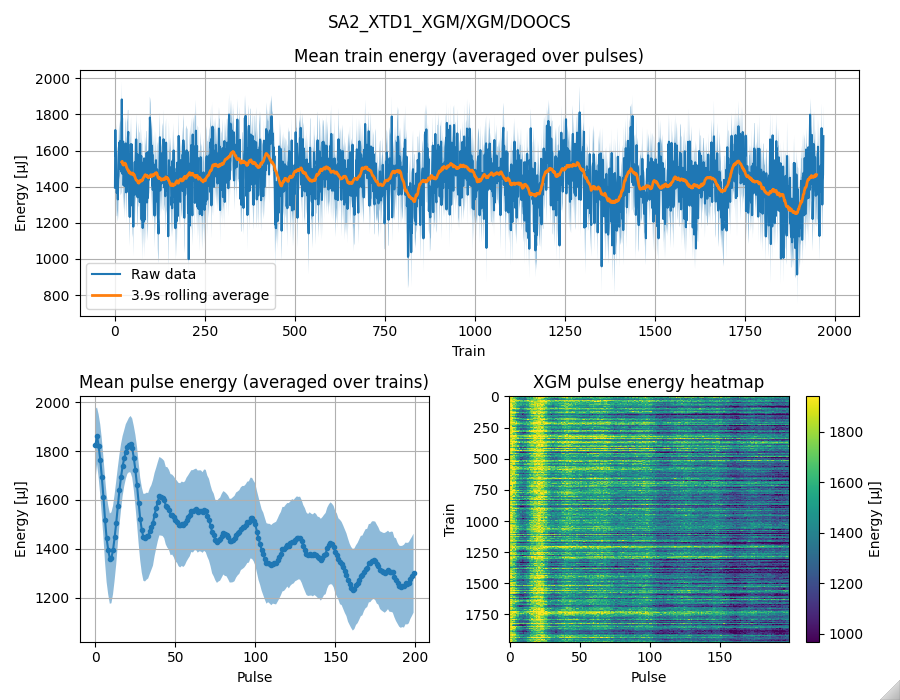 SA2_XTD1_XGM/XGM/DOOCS
Mean train energy (averaged over pulses)
Energy [μJ]
2000
1800
1600
1400
1200
1000
800
Raw data
3.9s rolling average
0 250 500 750 1000 1250 1500 1750 2000
Train
Mean pulse energy (averaged over trains)
Energy [μJ]
2000
1800
1600
1400
1200
0 50 100 150 200
Pulse
XGM pulse energy heatmap
Train
0
250
500
750
1000
1250
1500
1750
0 50 100 150
Pulse
1800
1600
1400
1200
1000
Energy [μJ]